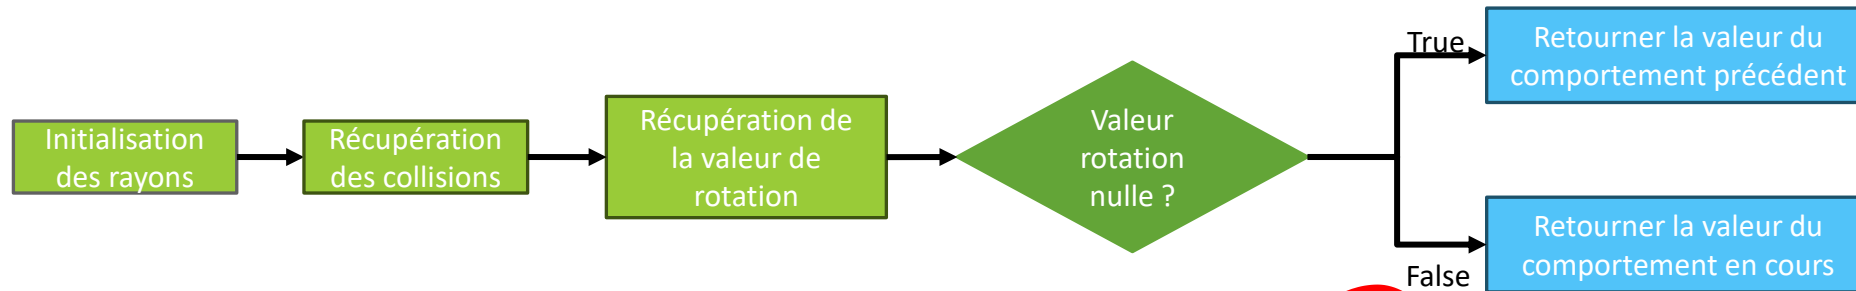 Initialisation
des rayons
Récupération
des collisions
Récupération de
la valeur de
rotation
Valeur
rotation
nulle ?
True
Retourner la valeur du
comportement précédent
False
Retourner la valeur du
comportement en cours